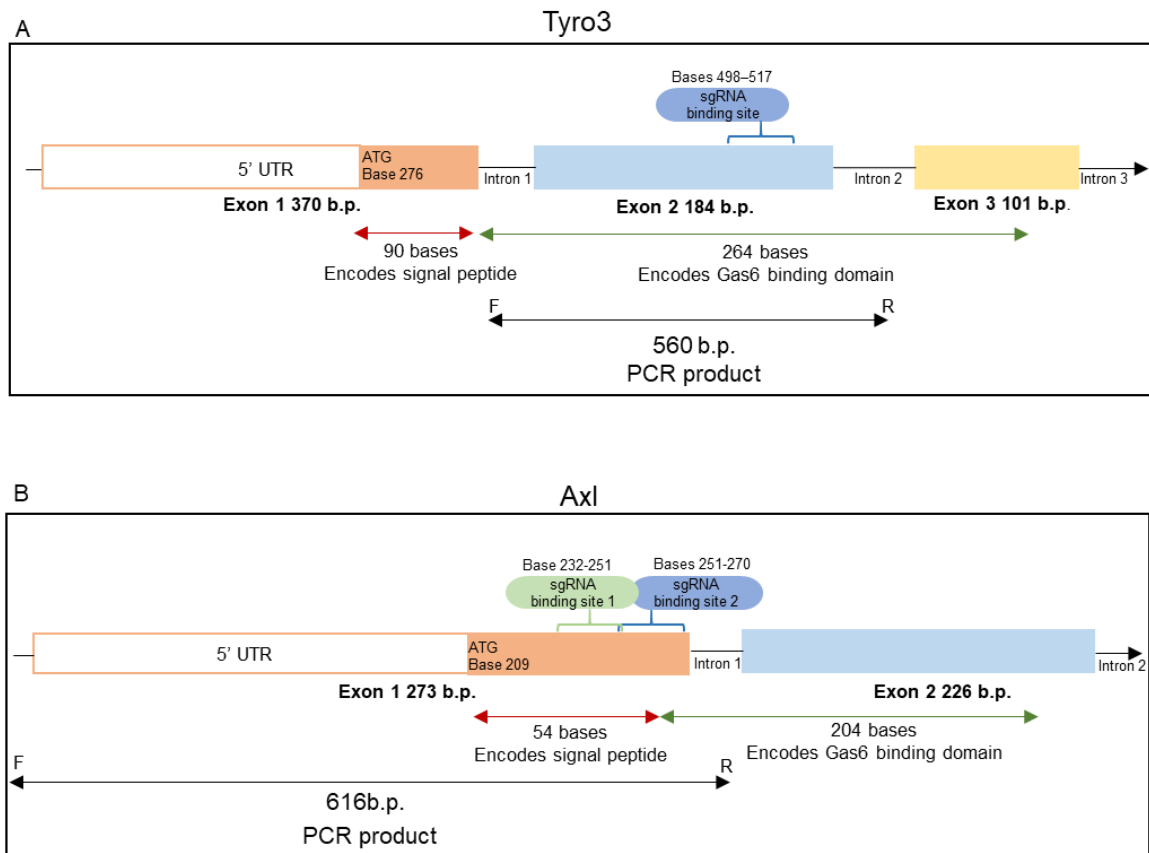 A
Tyro3
Bases 498–517
sgRNA
binding site
5’ UTR
ATG
Base 276
Intron 1
Intron 2
Intron 3
Exon 1 370 b.p.
Exon 2 184 b.p.
Exon 3 101 b.p.
90 bases
Encodes signal peptide
264 bases
Encodes Gas6 binding domain
F
R
560 b.p.
PCR product
B
Axl
Base 232-251
Bases 251-270
sgRNA
binding site 1
sgRNA
binding site 2
5’ UTR
ATG
Base 209
Intron 1
Intron 2
Exon 1 273 b.p.
Exon 2 226 b.p.
54 bases
Encodes signal peptide
204 bases
Encodes Gas6 binding domain
F
R
616b.p.
PCR product